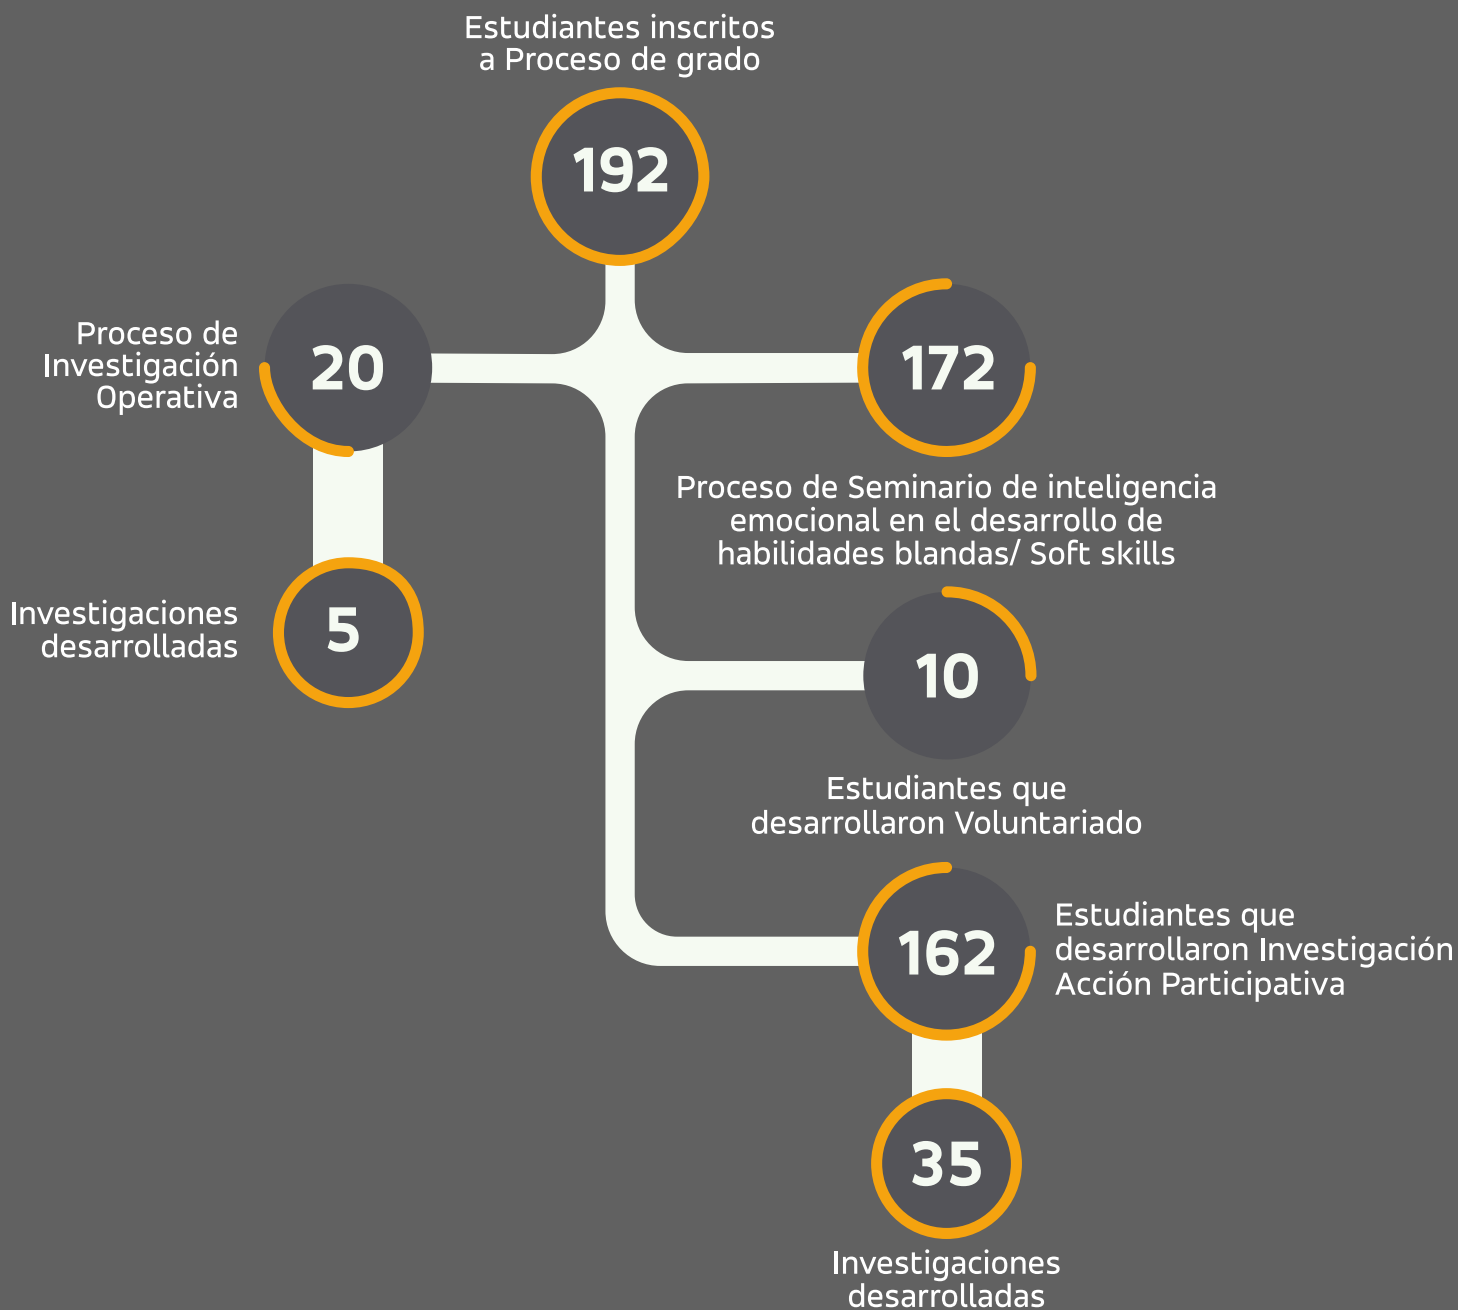 Estudiantes inscritos
a Proceso de grado
192
Proceso de
Investigación
Operativa
20
172
Proceso de Seminario de inteligencia
emocional en el desarrollo de
habilidades blandas/ Soft skills
Investigaciones
desarrolladas
5
10
Estudiantes que
desarrollaron Voluntariado
162
Estudiantes que
desarrollaron Investigación
Acción Participativa
35
Investigaciones
desarrolladas